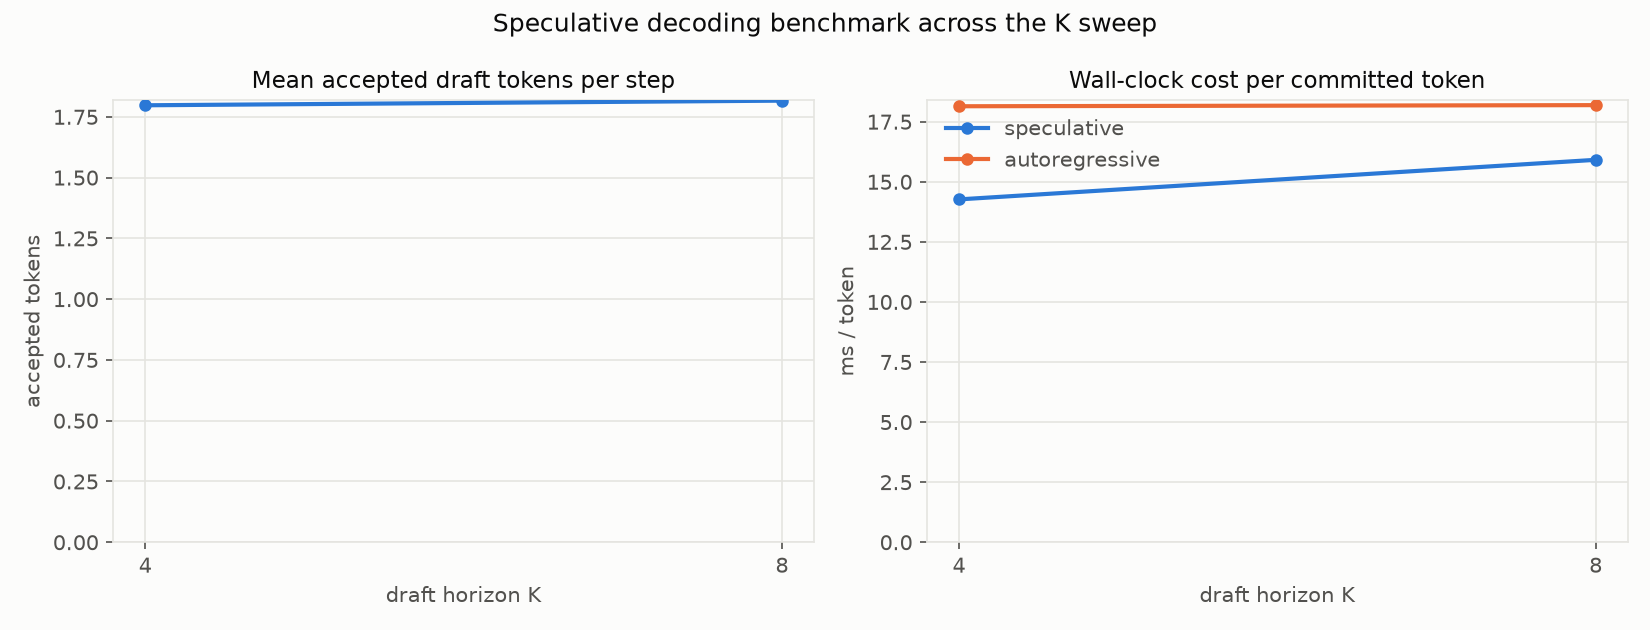 Speculative decoding benchmark across the K sweep
Mean accepted draft tokens per step
accepted tokens
1.75
1.50
1.25
1.00
0.75
0.50
0.25
0.00
4
8
draft horizon K
Wall-clock cost per committed token
ms / token
17.5
15.0
12.5
10.0
7.5
5.0
2.5
0.0
speculative
autoregressive
4
8
draft horizon K